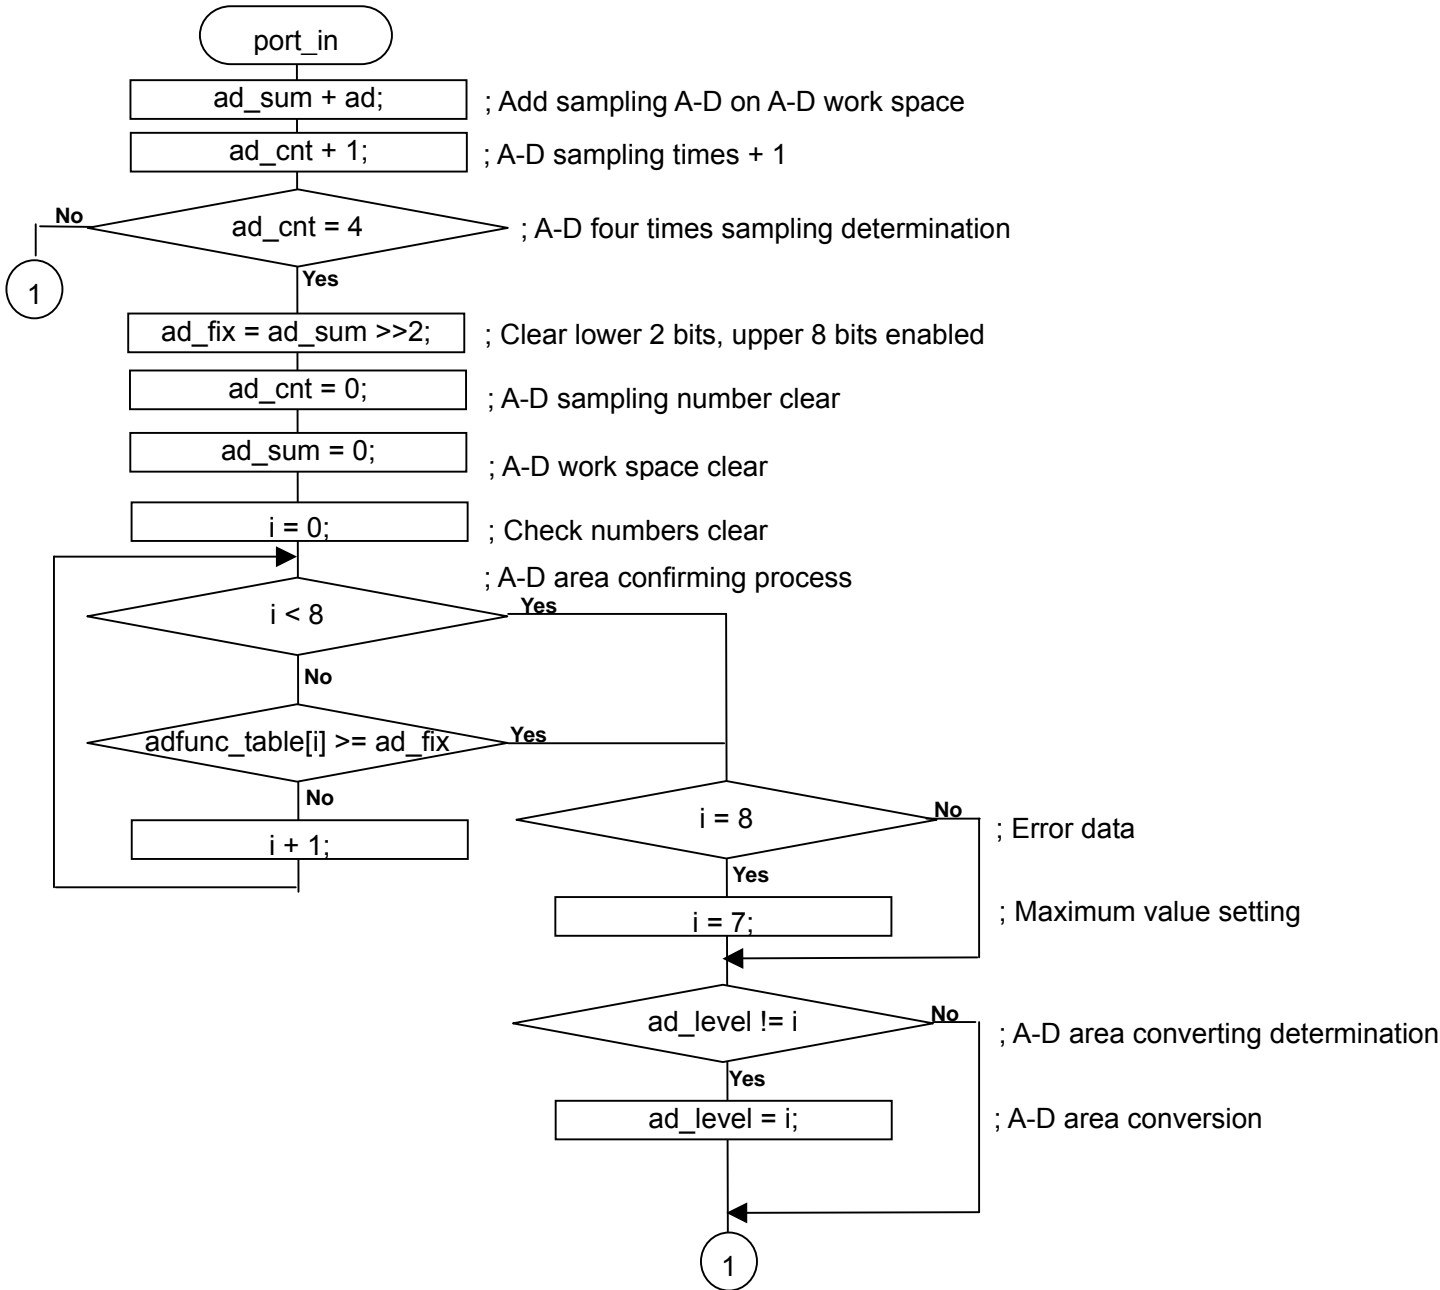 port_in
ad_sum + ad; ; Add sampling A-D on A-D work space
ad_cnt + 1; ; A-D sampling times + 1
No ad_cnt = 4 ; A-D four times sampling determination
1 Yes
ad_fix = ad_sum >>2; ; Clear lower 2 bits, upper 8 bits enabled
ad_cnt = 0; ; A-D sampling number clear
ad_sum = 0; ; A-D work space clear
i = 0; ; Check numbers clear
; A-D area confirming process
i < 8 Yes
No
adfunc_table[i] >= ad_fix Yes
No
i + 1;
i = 8 No ; Error data
Yes
i = 7; ; Maximum value setting
ad_level != i No ; A-D area converting determination
Yes
ad_level = i; ; A-D area conversion
1